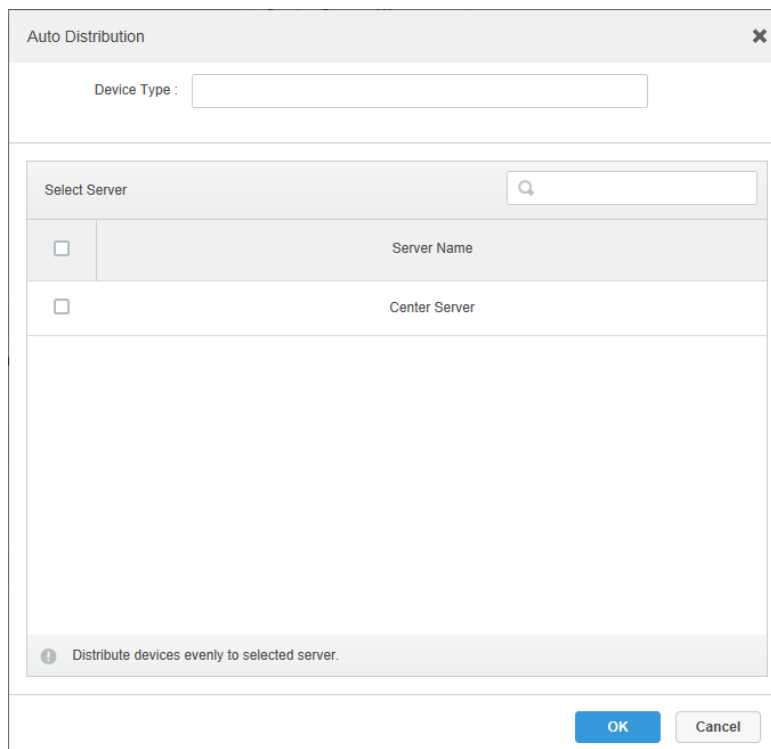 Auto Distribution
Device Type :
Select Server
Server Name
Center Server
Distribute devices evenly to selected server.
OK
Cancel